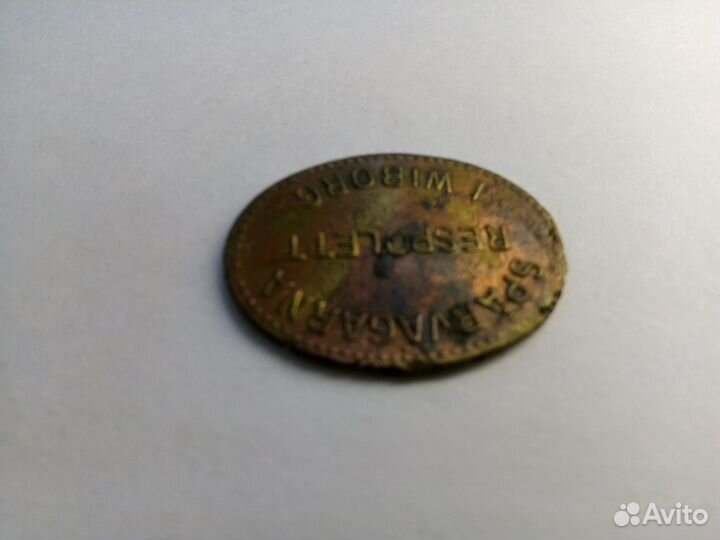 SPARVAGARNA
RESPOLETT
I WIBORG
Avito